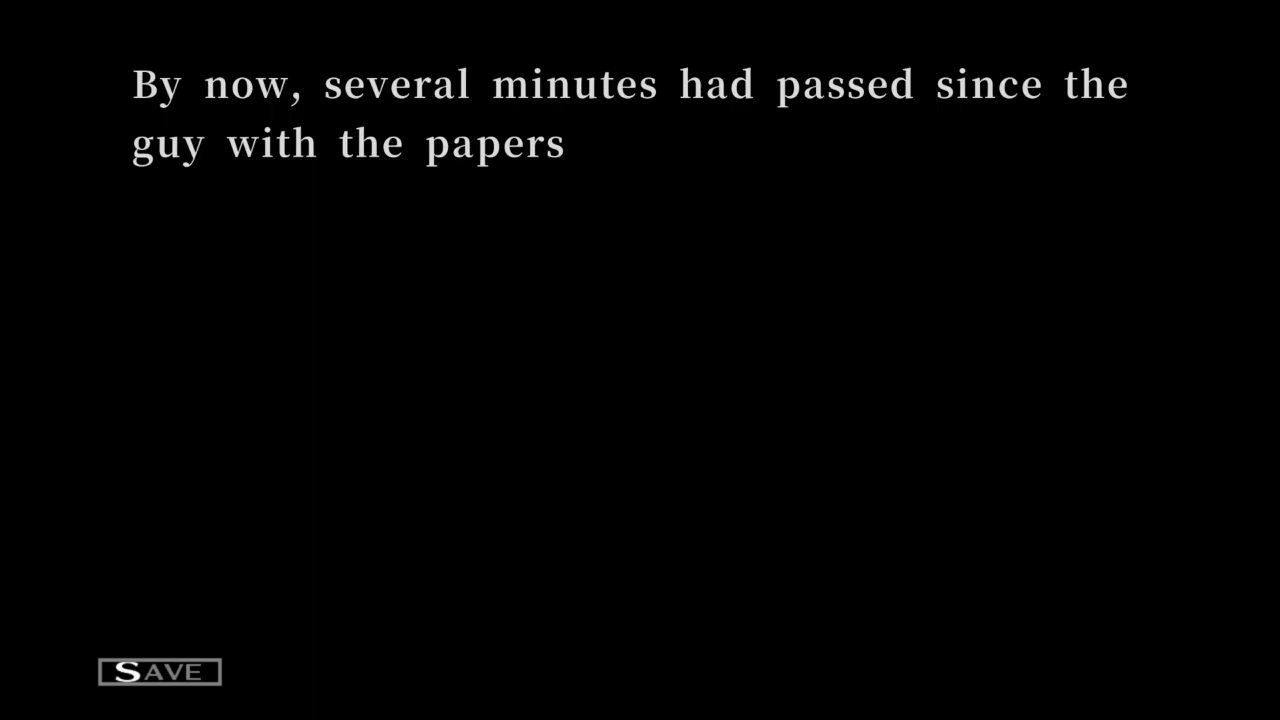 By now, several minutes had passed since the
guy with the papers
SAVE